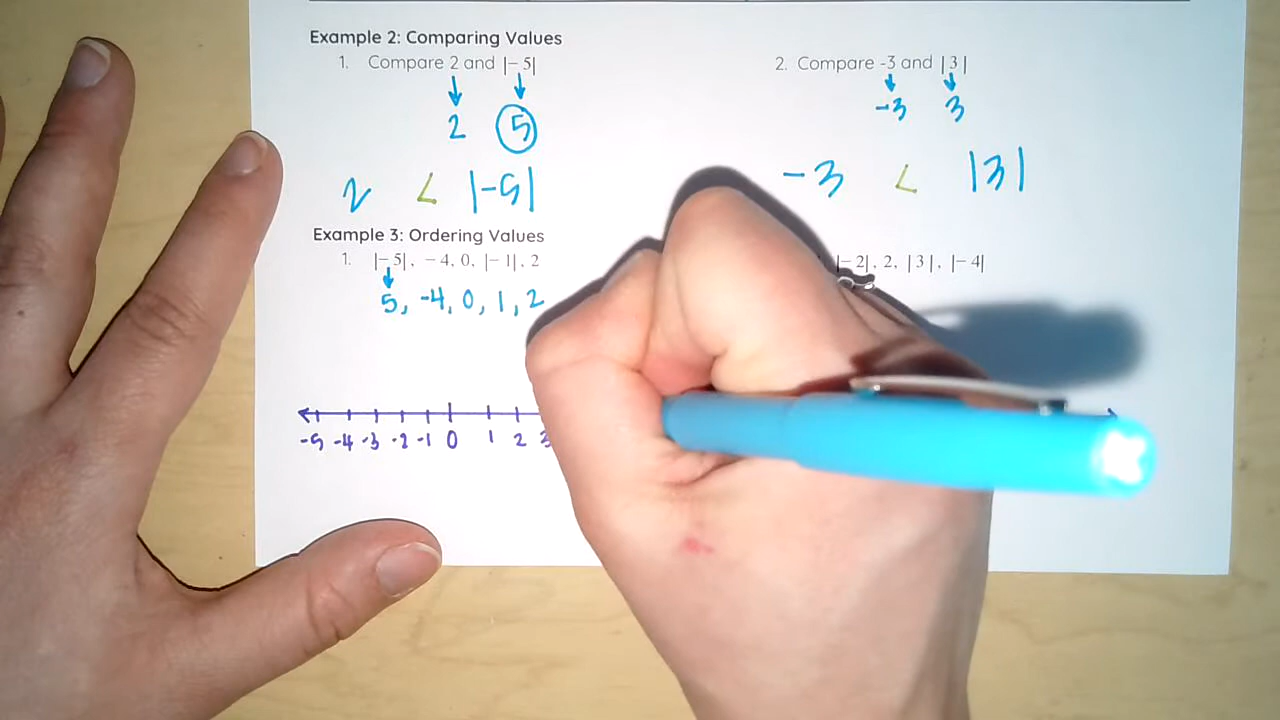 Example 2: Comparing Values
1. Compare 2 and |-5|
2 5
2 < |-5|
2. Compare -3 and |3|
-3 3
-3 < |3|
Example 3: Ordering Values
1. |-5|, -4, 0, |-1|, 2
5, -4, 0, 1, 2
-5 -4 -3 -2 -1 0 1 2 3
|-2|, 2, |3|, |-4|